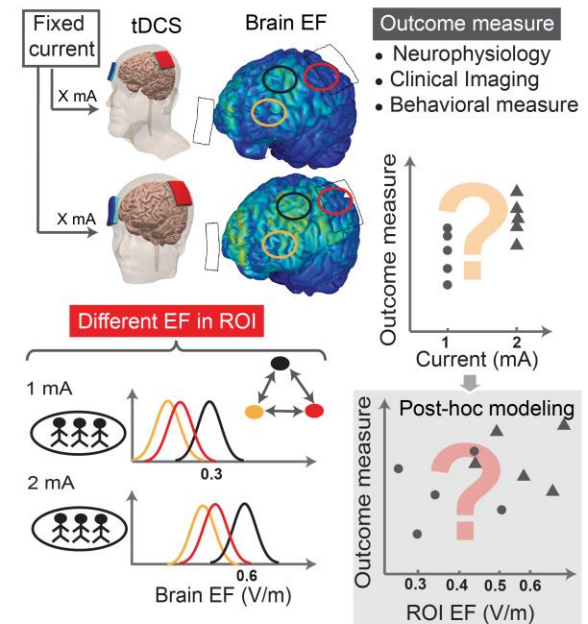 Fixed
current
tDCS
Brain EF
X mA
X mA
Outcome measure
• Neurophysiology
• Clinical Imaging
• Behavioral measure
Outcome measure
?
1
2
Current (mA)
Different EF in ROI
1 mA
0.3
2 mA
0.6
Brain EF (V/m)
Post-hoc modeling
Outcome measure
?
0.3 0.4 0.5 0.6
ROI EF (V/m)